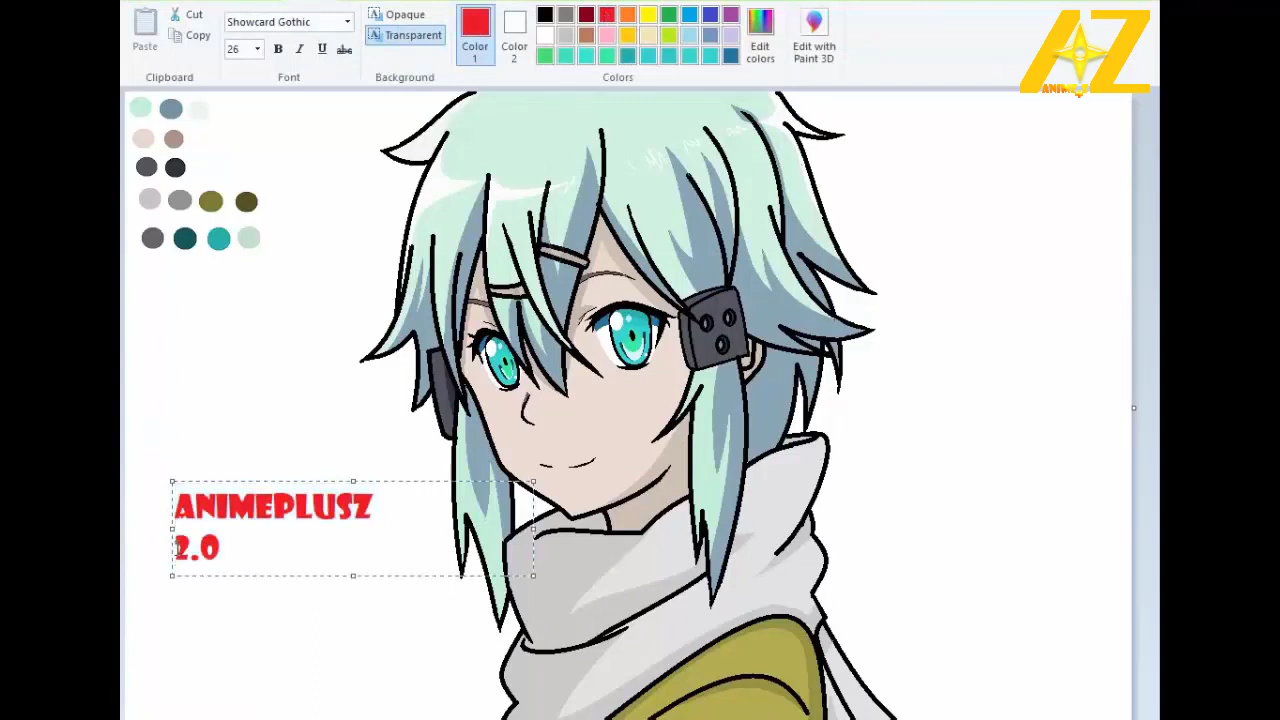 Cut
Copy
Paste
Clipboard
Showcard Gothic
26
B I U abc
Font
Opaque
Transparent
Background
Color 1
Color 2
Colors
Edit colors
Edit with Paint 3D
AZ
ANIMEPLUSZ
2.0